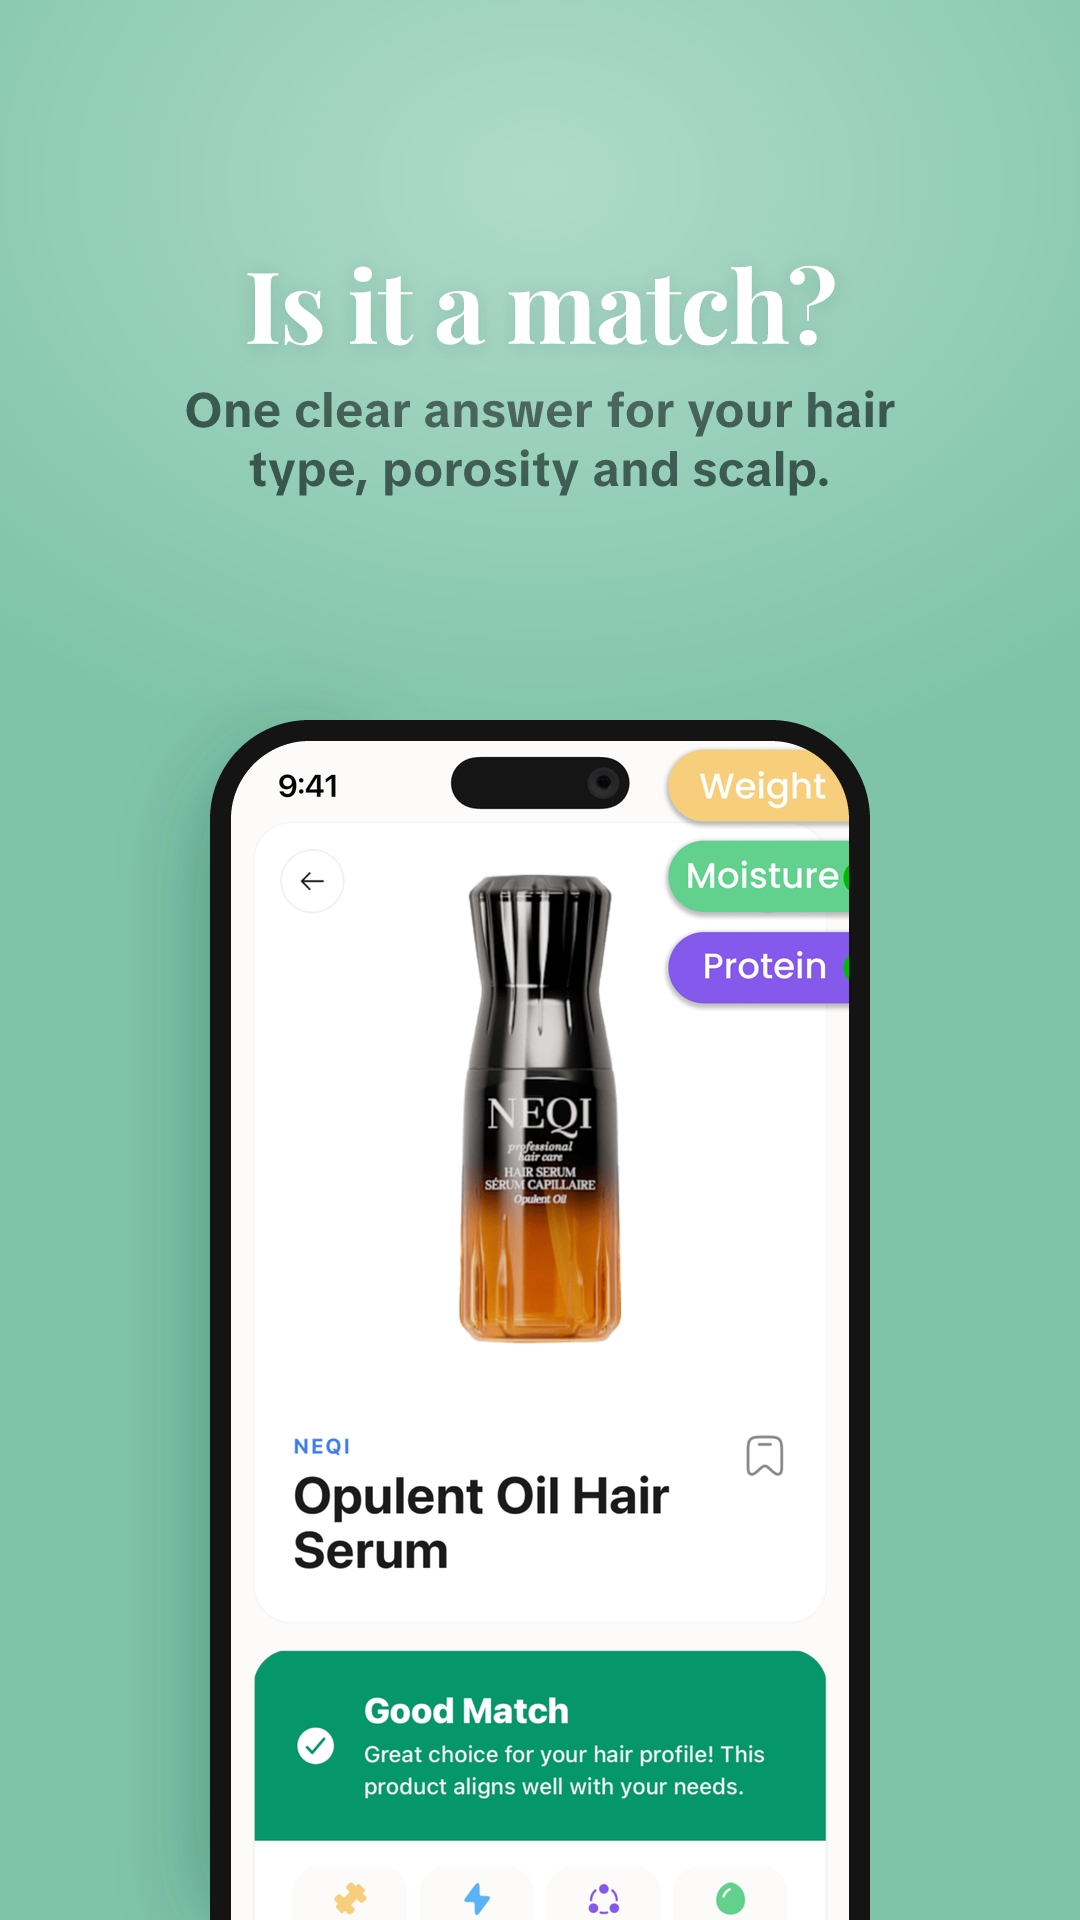 Is it a match?
One clear answer for your hair
type, porosity and scalp.
9:41
Weight
Moisture
Protein
NEQI
professional
hair care
HAIR SERUM
SÉRUM CAPILLAIRE
Opulent Oil
NEQI
Opulent Oil Hair
Serum
Good Match
Great choice for your hair profile! This
product aligns well with your needs.